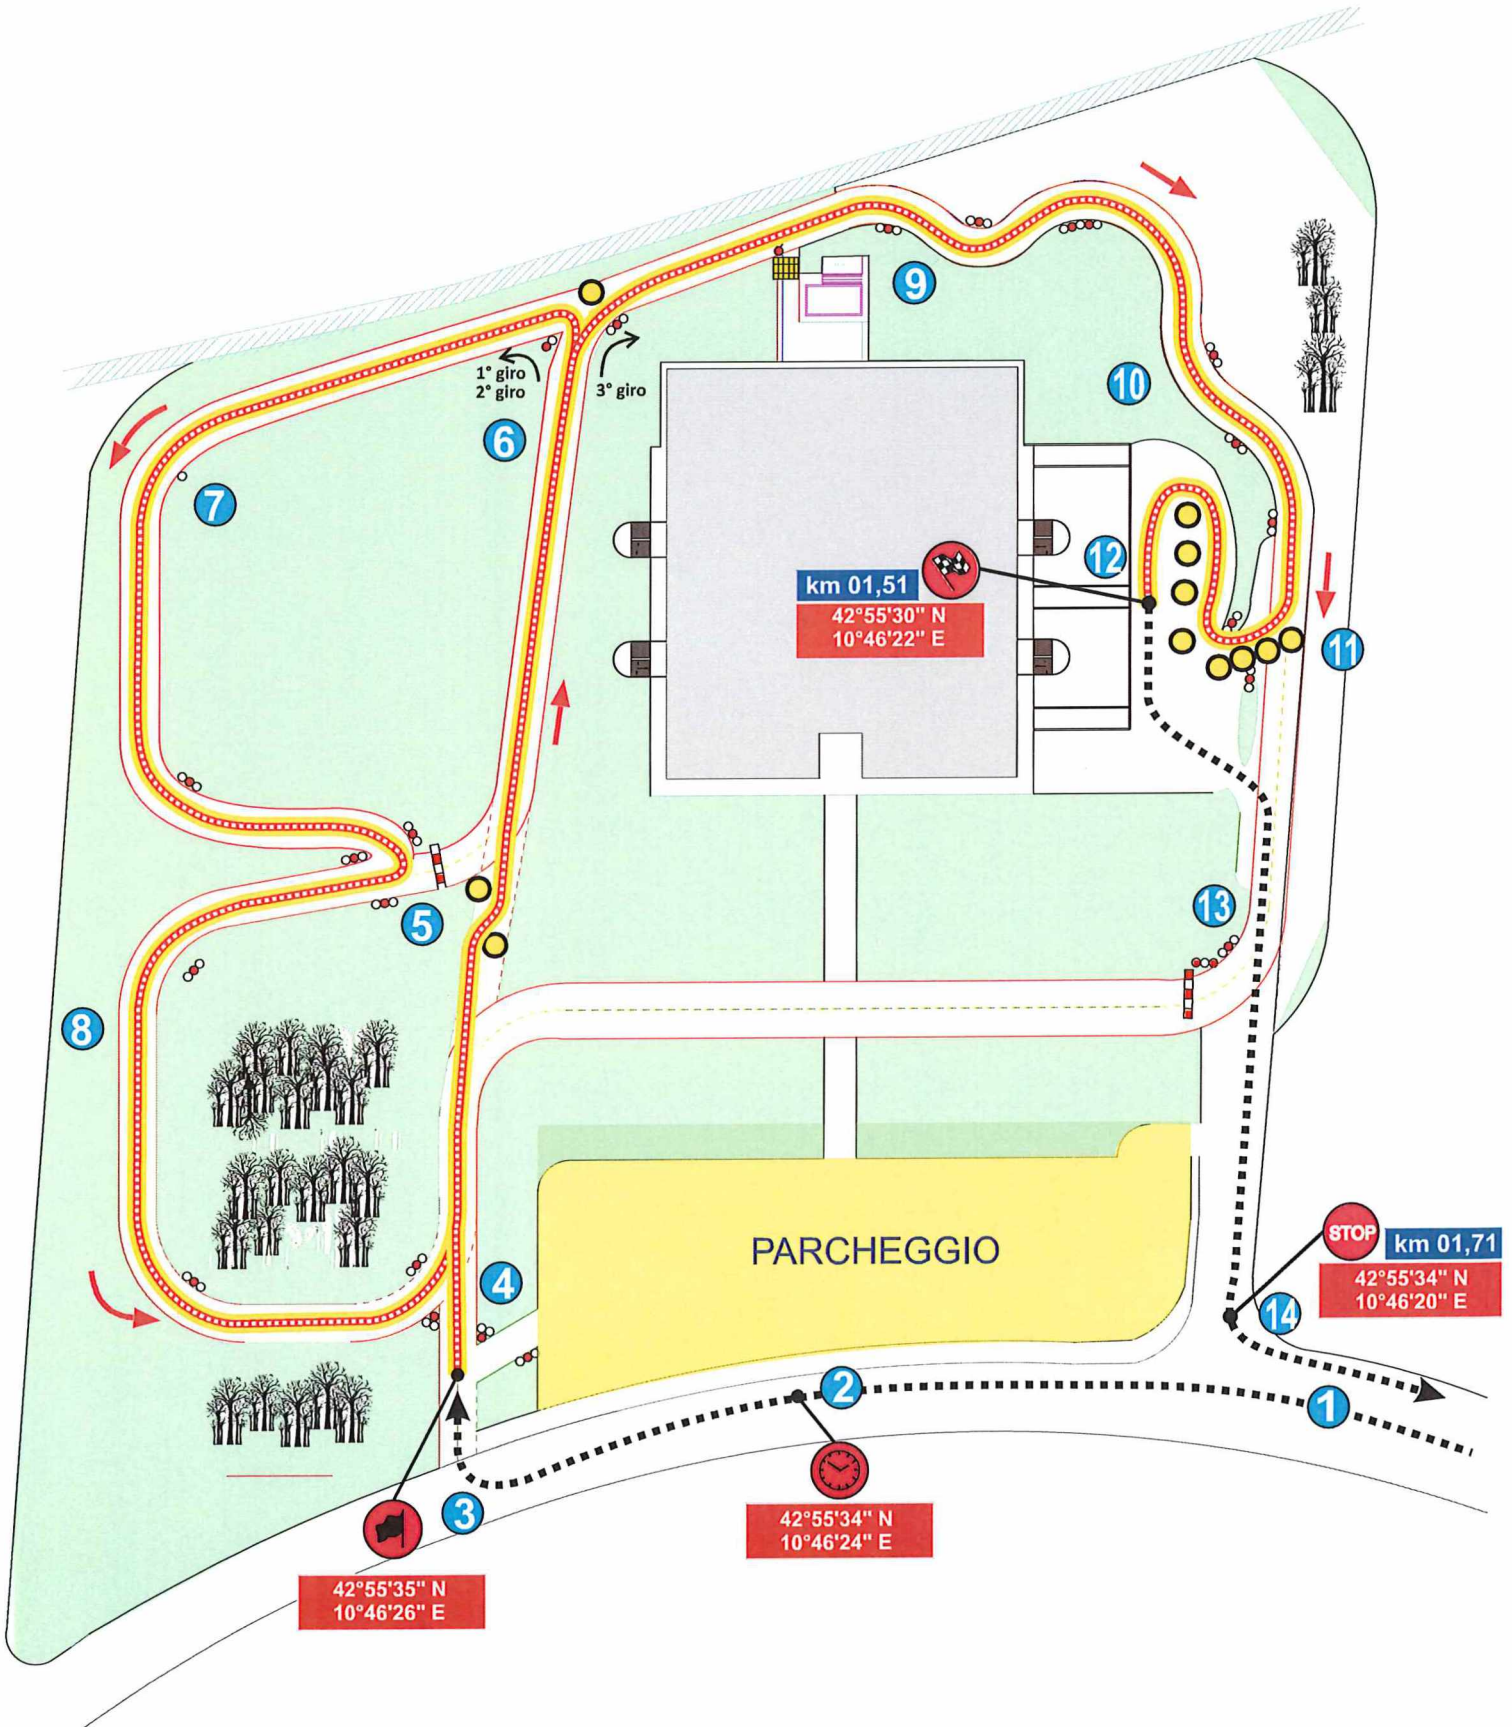 9
1° giro
2° giro
3° giro
10
6
7
12
km 01,51
42°55'30" N
10°46'22" E
11
5
13
8
PARCHEGGIO
STOP
km 01,71
42°55'34" N
10°46'20" E
4
14
2
1
3
42°55'34" N
10°46'24" E
42°55'35" N
10°46'26" E